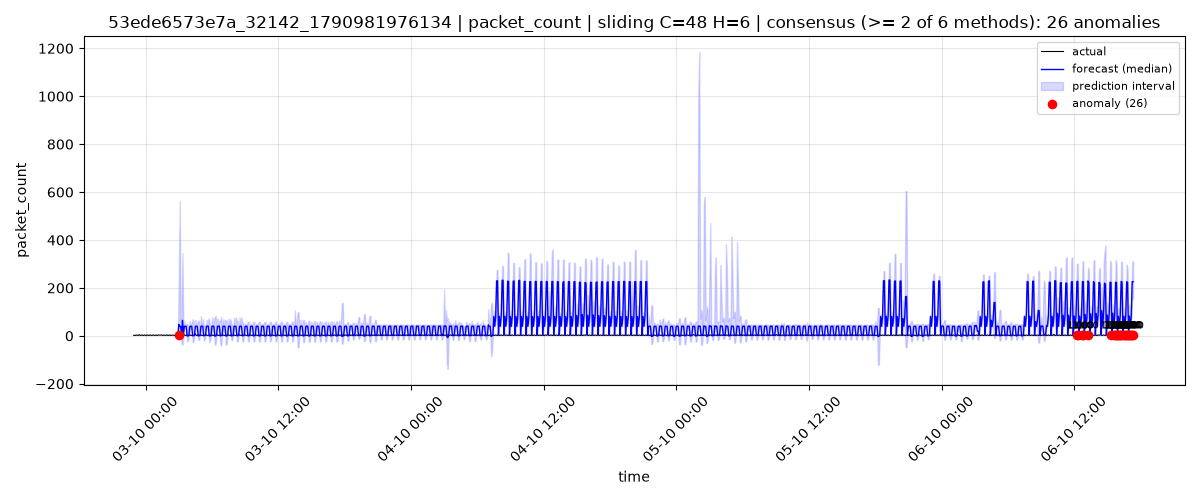 53ede6573e7a_32142_1790981976134 | packet_count | sliding C=48 H=6 | consensus (>= 2 of 6 methods): 26 anomalies
actual
forecast (median)
prediction interval
anomaly (26)
1200
1000
800
600
400
200
0
−200
packet_count
03-10 00:00
03-10 12:00
04-10 00:00
04-10 12:00
05-10 00:00
05-10 12:00
06-10 00:00
06-10 12:00
time